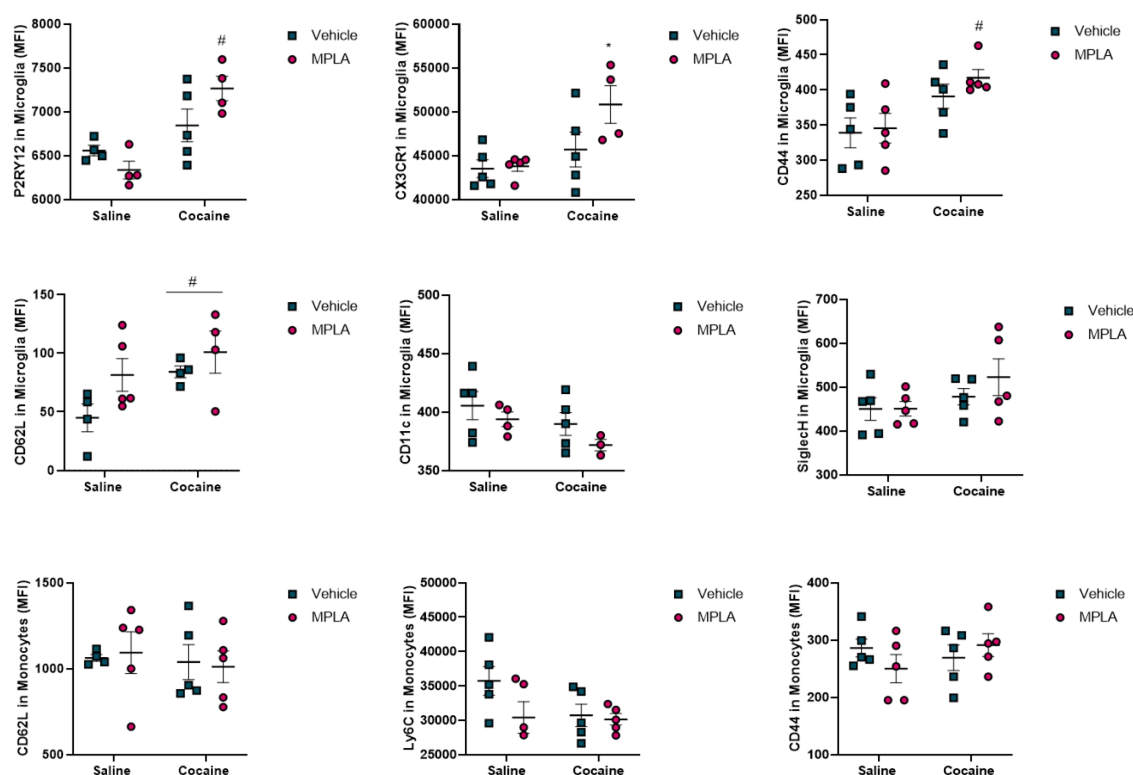 P2RY12 in Microglia (MFI)
8000
7500
7000
6500
6000
#
Saline
Cocaine
Vehicle
MPLA
CX3CR1 in Microglia (MFI)
60000
55000
50000
45000
40000
*
Saline
Cocaine
Vehicle
MPLA
CD44 in Microglia (MFI)
500
450
400
350
300
250
#
Saline
Cocaine
Vehicle
MPLA
CD62L in Microglia (MFI)
150
100
50
0
#
Saline
Cocaine
Vehicle
MPLA
CD11c in Microglia (MFI)
500
450
400
350
Saline
Cocaine
Vehicle
MPLA
SiglecH in Microglia (MFI)
700
600
500
400
300
Saline
Cocaine
Vehicle
MPLA
CD62L in Monocytes (MFI)
1500
1000
500
Saline
Cocaine
Vehicle
MPLA
Ly6C in Monocytes (MFI)
50000
45000
40000
35000
30000
25000
Saline
Cocaine
Vehicle
MPLA
CD44 in Monocytes (MFI)
400
300
200
100
Saline
Cocaine
Vehicle
MPLA